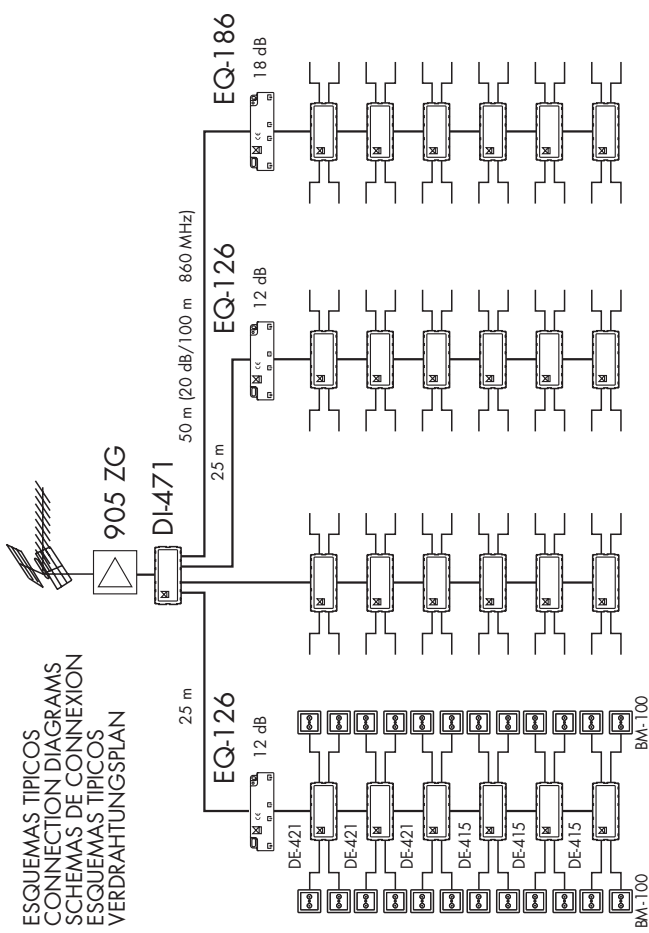 ESQUEMAS TIPICOS
CONNECTION DIAGRAMS
SCHEMAS DE CONNEXION
ESQUEMAS TIPICOS
VERDRAHTUNGSPLAN
905 ZG
DI-471
25 m
25 m
50 m (20 dB/100 m 860 MHz)
EQ-126
12 dB
EQ-126
12 dB
EQ-186
18 dB
DE-421
DE-421
DE-421
DE-415
DE-415
DE-415
BM-100
BM-100